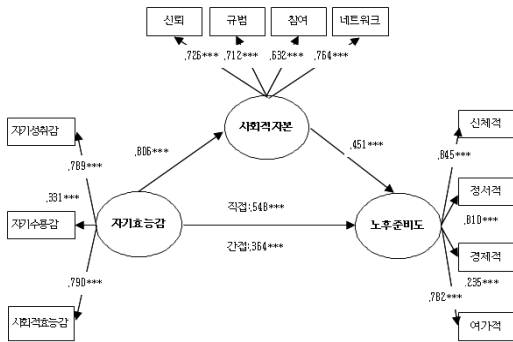 신뢰 규범 참여 네트워크
.726*** .712*** .632*** .764***
사회적자본
자기성취감
신체적
.806*** .451***
.789*** .845***
.331*** 직접:.548*** 정서적
자기수용감 자기효능감 노후준비도 .810***
간접:.364*** 경제적
.790*** .235***
.782***
사회적효능감 여가적